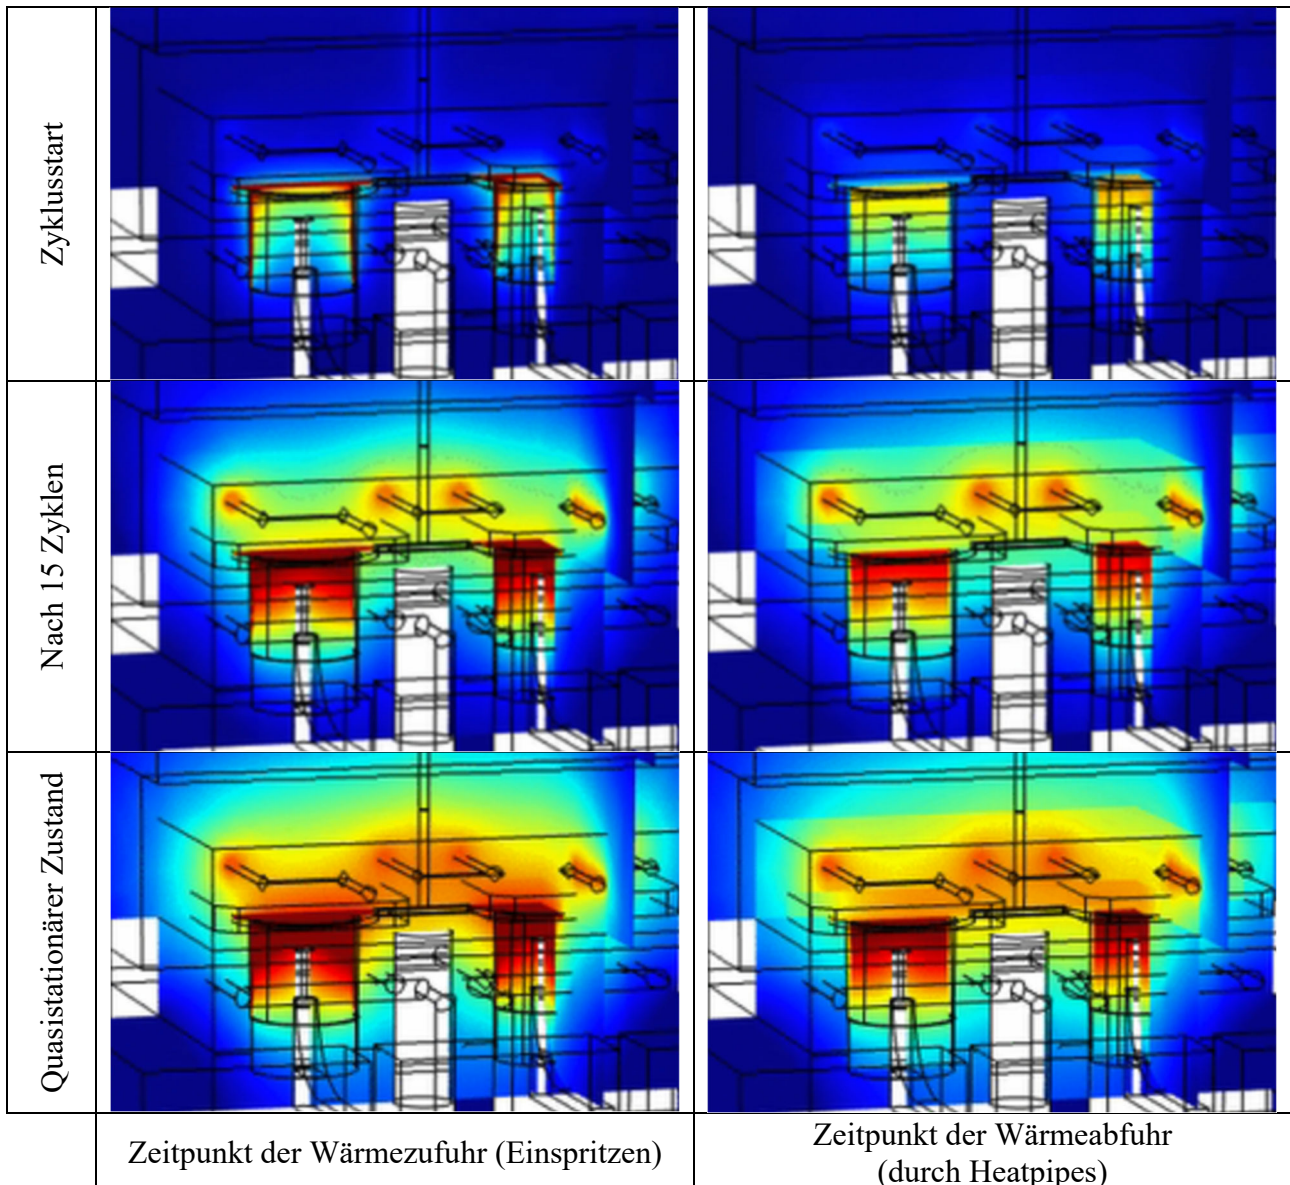 Zyklusstart
Nach 15 Zyklen
Quasistationärer Zustand
Zeitpunkt der Wärmezufuhr (Einspritzen)
Zeitpunkt der Wärmeabfuhr
(durch Heatpipes)